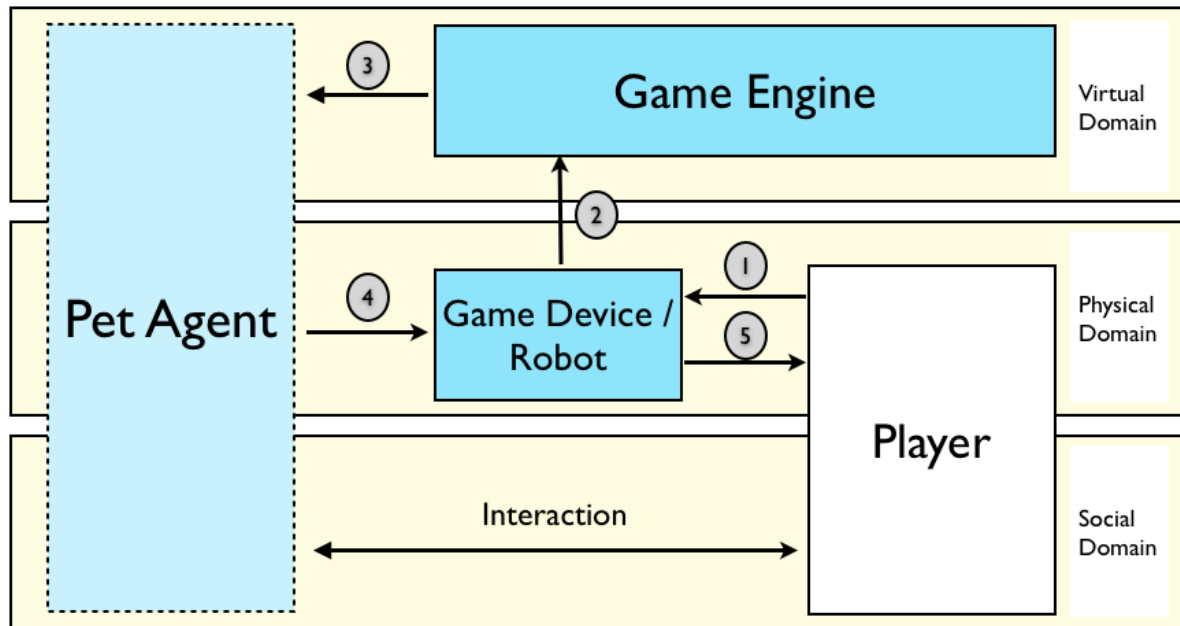 3
Game Engine
Virtual
Domain
2
Pet Agent
4
Game Device /
Robot
1
5
Physical
Domain
Player
Interaction
Social
Domain